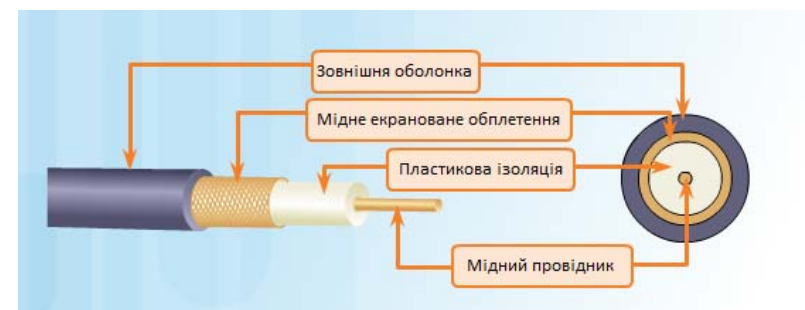 Зовнішня оболонка
Мідне екрановане обплетення
Пластикова ізоляція
Мідний провідник